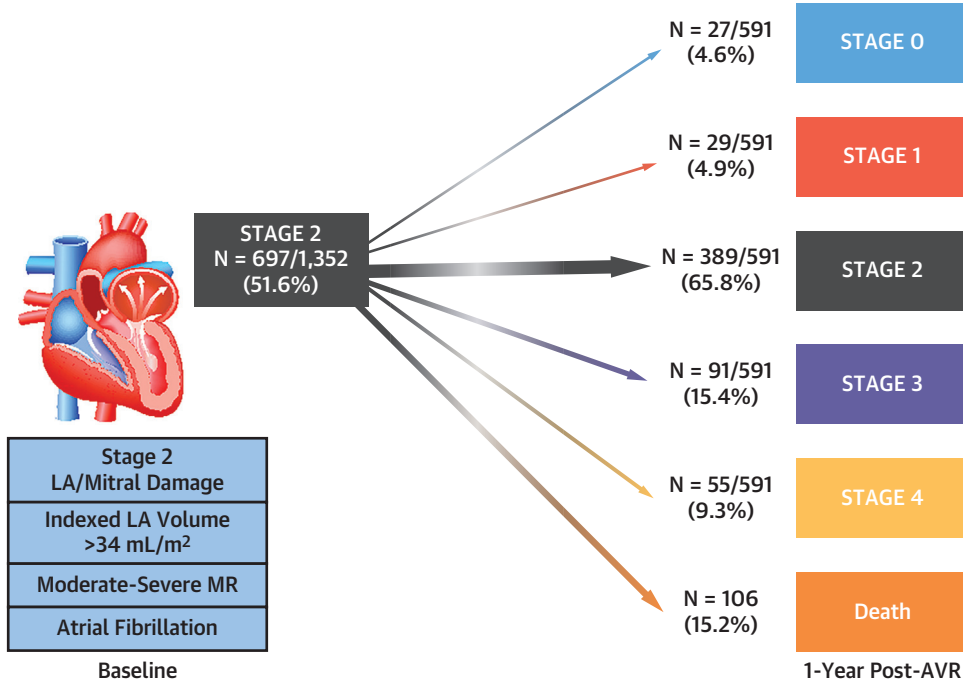 N = 27/591
(4.6%)
STAGE 0
N = 29/591
(4.9%)
STAGE 1
STAGE 2
N = 697/1,352
(51.6%)
N = 389/591
(65.8%)
STAGE 2
N = 91/591
(15.4%)
STAGE 3
Stage 2
LA/Mitral Damage
Indexed LA Volume
>34 mL/m²
Moderate-Severe MR
Atrial Fibrillation
Baseline
N = 55/591
(9.3%)
STAGE 4
N = 106
(15.2%)
Death
1-Year Post-AVR